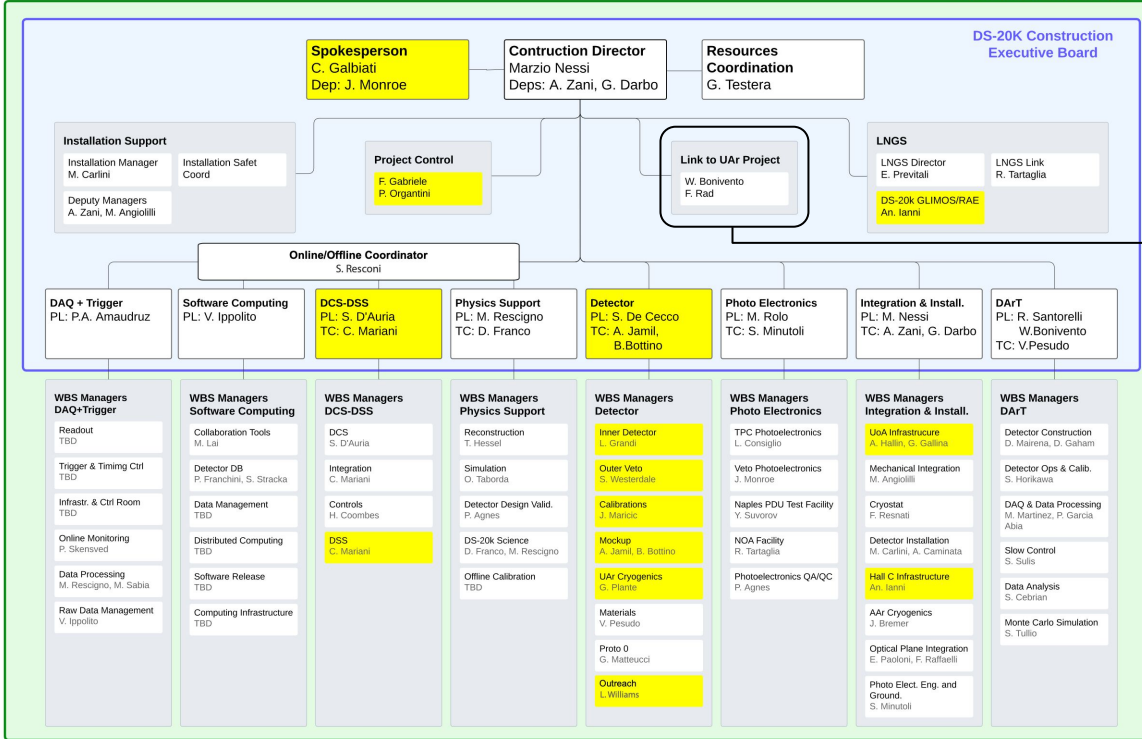 DS-20K Construction
Executive Board
Spokesperson
C. Galbiati
Dep: J. Monroe
Contruction Director
Marzio Nessi
Deps: A. Zani, G. Darbo
Resources
Coordination
G. Testera
Installation Support
Installation Manager
M. Carlini
Installation Safet
Coord
Deputy Managers
A. Zani, M. Angiolilli
Project Control
F. Gabriele
P. Organtini
Link to UAr Project
W. Bonivento
F. Rad
LNGS
LNGS Director
E. Previtali
LNGS Link
R. Tartaglia
DS-20k GLIMOS/RAE
An. Ianni
Online/Offline Coordinator
S. Resconi
DAQ + Trigger
PL: P.A. Amaudruz
Software Computing
PL: V. Ippolito
DCS-DSS
PL: S. D'Auria
TC: C. Mariani
Physics Support
PL: M. Rescigno
TC: D. Franco
Detector
PL: S. De Cecco
TC: A. Jamil,
B.Bottino
Photo Electronics
PL: M. Rolo
TC: S. Minutoli
Integration & Install.
PL: M. Nessi
TC: A. Zani, G. Darbo
DArT
PL: R. Santorelli
W.Bonivento
TC: V.Pesudo
WBS Managers
DAQ+Trigger
Readout
TBD
Trigger & Timimg Ctrl
TBD
Infrastr. & Ctrl Room
TBD
Online Monitoring
P. Skensved
Data Processing
M. Rescigno, M. Sabia
Raw Data Management
V. Ippolito
WBS Managers
Software Computing
Collaboration Tools
M. Lai
Detector DB
P. Franchini, S. Stracka
Data Management
TBD
Distributed Computing
TBD
Software Release
TBD
Computing Infrastructure
TBD
WBS Managers
DCS-DSS
DCS
S. D'Auria
Integration
C. Mariani
Controls
H. Coombes
DSS
C. Mariani
WBS Managers
Physics Support
Reconstruction
T. Hessel
Simulation
O. Taborda
Detector Design Valid.
P. Agnes
DS-20k Science
D. Franco, M. Rescigno
Offline Calibration
TBD
WBS Managers
Detector
Inner Detector
L. Grandi
Outer Veto
S. Westerdale
Calibrations
J. Maricic
Mockup
A. Jamil, B. Bottino
UAr Cryogenics
G. Plante
Materials
V. Pesudo
Proto 0
G. Matteucci
Outreach
L.Williams
WBS Managers
Photo Electronics
TPC Photoelectronics
L. Consiglio
Veto Photoelectronics
J. Monroe
Naples PDU Test Facility
Y. Suvorov
NOA Facility
R. Tartaglia
Photoelectronics QA/QC
P. Agnes
WBS Managers
Integration & Install.
UoA Infrastrucure
A. Hallin, G. Gallina
Mechanical Integration
M. Angiolilli
Cryostat
F. Resnati
Detector Installation
M. Carlini, A. Caminata
Hall C Infrastructure
An. Ianni
AAr Cryogenics
J. Bremer
Optical Plane Integration
E. Paoloni, F. Raffaelli
Photo Elect. Eng. and
Ground.
S. Minutoli
WBS Managers
DArT
Detector Construction
D. Mairena, D. Gaham
Detector Ops & Calib.
S. Horikawa
DAQ & Data Processing
M. Martinez, P. Garcia
Abia
Slow Control
S. Sulis
Data Analysis
S. Cebrian
Monte Carlo Simulation
S. Tullio